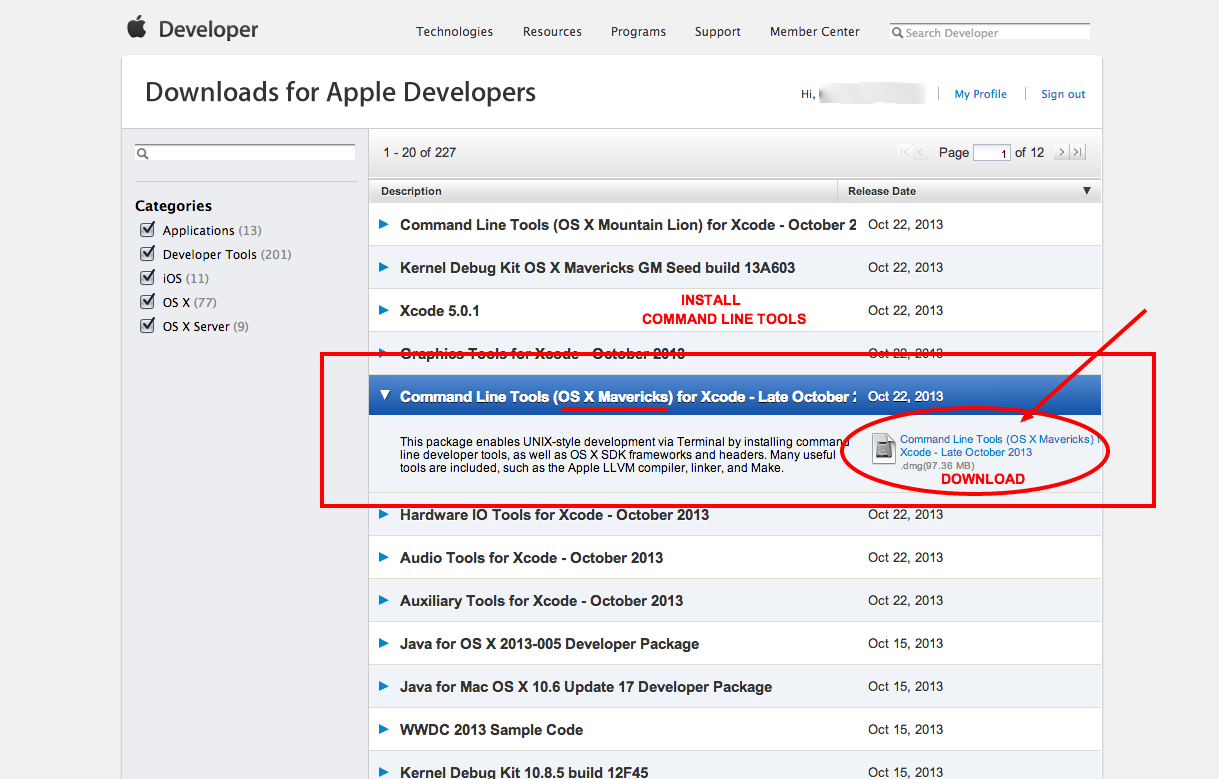 Developer
Technologies Resources Programs Support Member Center Search Developer
Downloads for Apple Developers
Hi, My Profile Sign out
1 - 20 of 227 Page 1 of 12
Description Release Date
Categories
Applications (13)
Developer Tools (201)
iOS (11)
OS X (77)
OS X Server (9)
Command Line Tools (OS X Mountain Lion) for Xcode - October 2 Oct 22, 2013
Kernel Debug Kit OS X Mavericks GM Seed build 13A603 Oct 22, 2013
Xcode 5.0.1 Oct 22, 2013
INSTALL
COMMAND LINE TOOLS
Graphics Tools for Xcode - October 2013 Oct 22, 2013
Command Line Tools (OS X Mavericks) for Xcode - Late October Oct 22, 2013
This package enables UNIX-style development via Terminal by installing command
line developer tools, as well as OS X SDK frameworks and headers. Many useful
tools are included, such as the Apple LLVM compiler, linker, and Make.
Command Line Tools (OS X Mavericks)
Xcode - Late October 2013
.dmg(97.36 MB)
DOWNLOAD
Hardware IO Tools for Xcode - October 2013 Oct 22, 2013
Audio Tools for Xcode - October 2013 Oct 22, 2013
Auxiliary Tools for Xcode - October 2013 Oct 22, 2013
Java for OS X 2013-005 Developer Package Oct 15, 2013
Java for Mac OS X 10.6 Update 17 Developer Package Oct 15, 2013
WWDC 2013 Sample Code Oct 15, 2013
Kernel Debug Kit 10.8.5 build 12F45 Oct 15, 2013